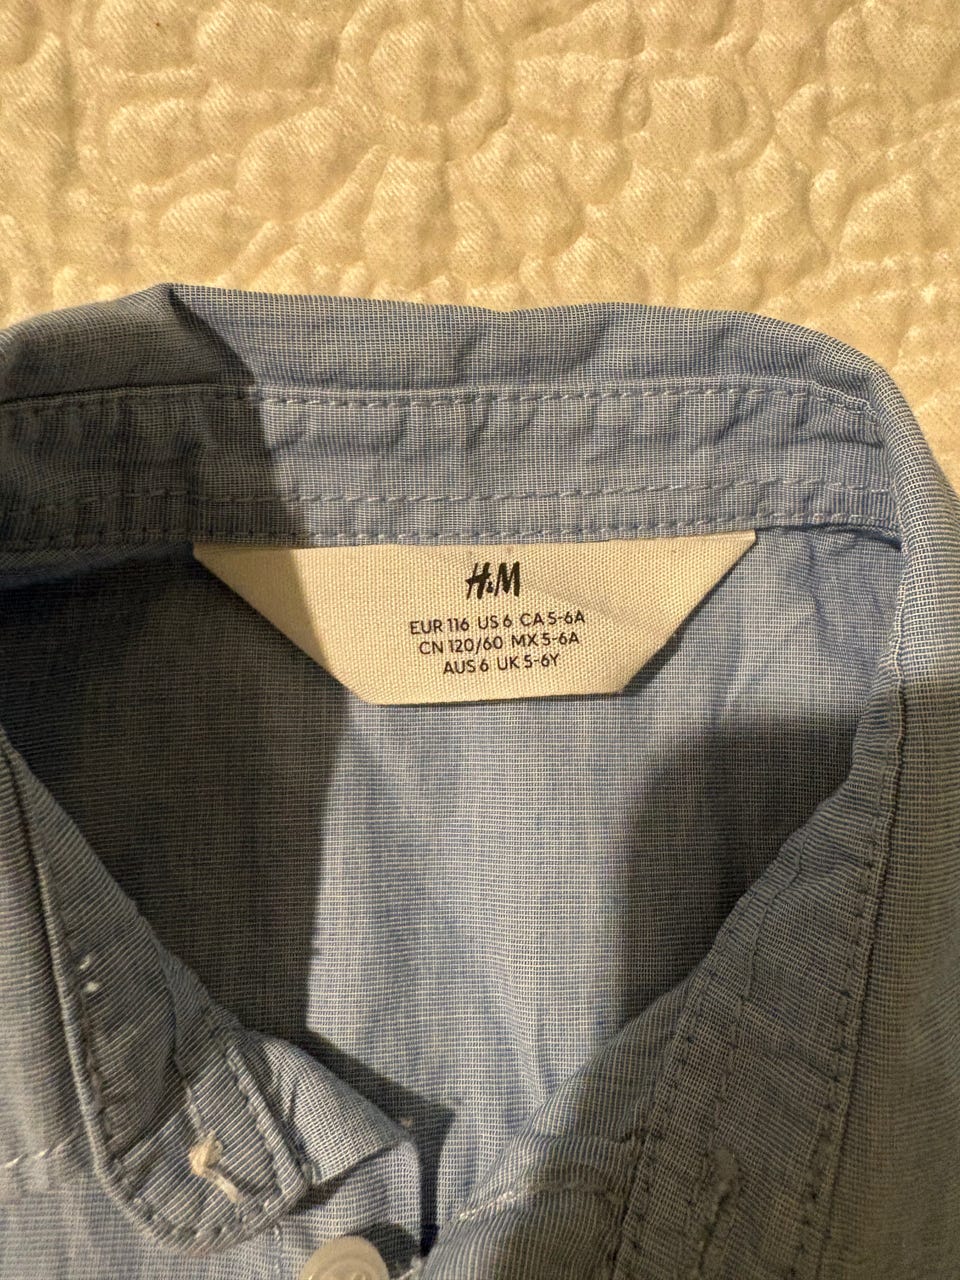 H&M
EUR 116 US 6 CA 5-6A
CN 120/60 MX 5-6A
AUS 6 UK 5-6Y